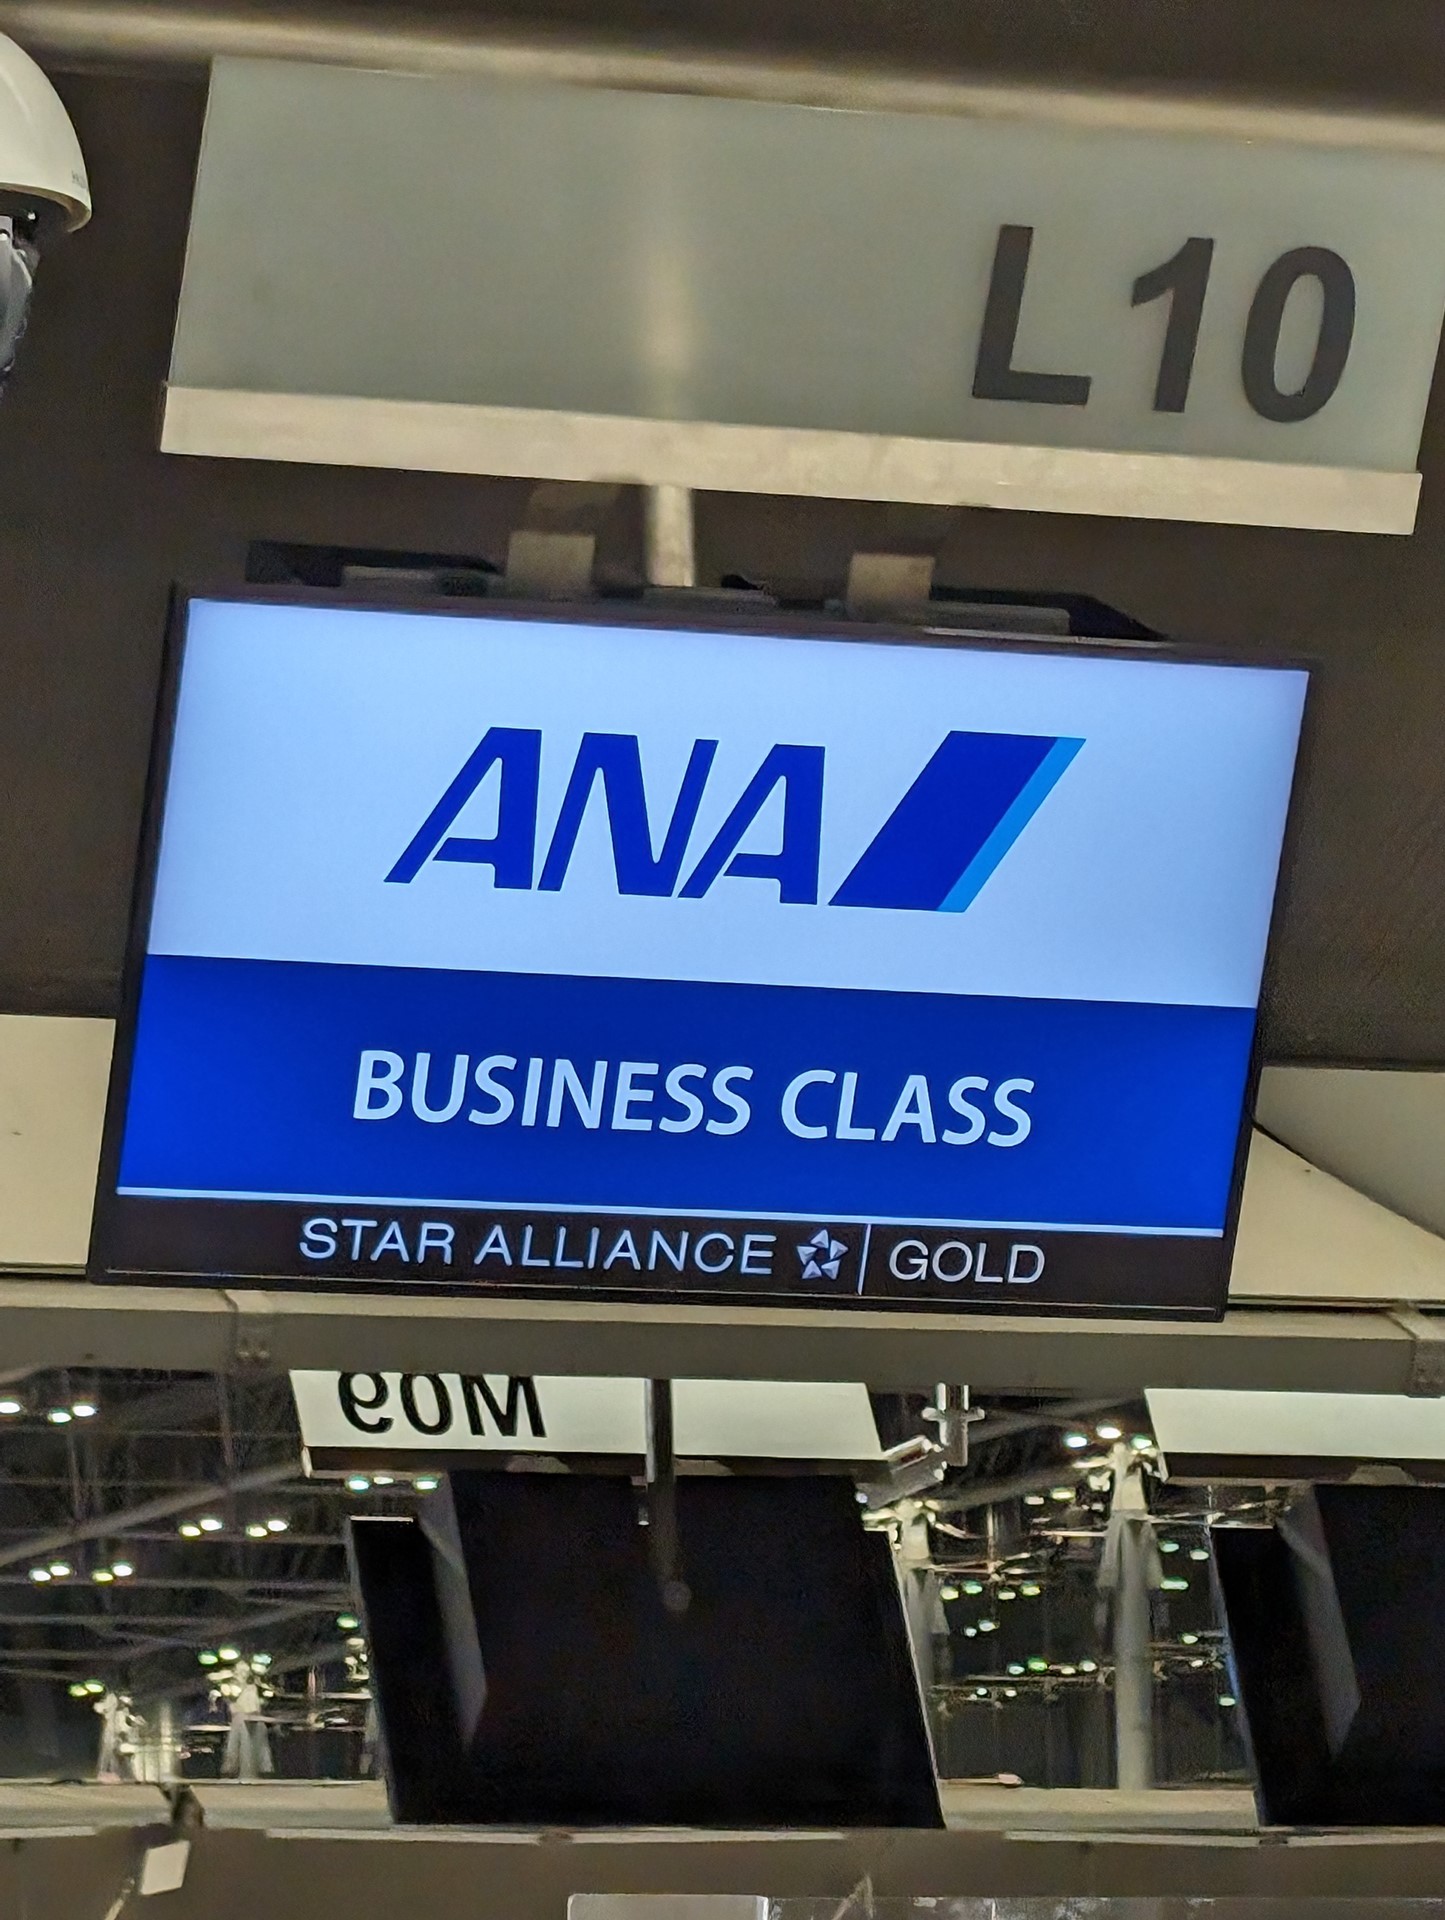 L10
ANA
BUSINESS CLASS
STAR ALLIANCE GOLD
M09